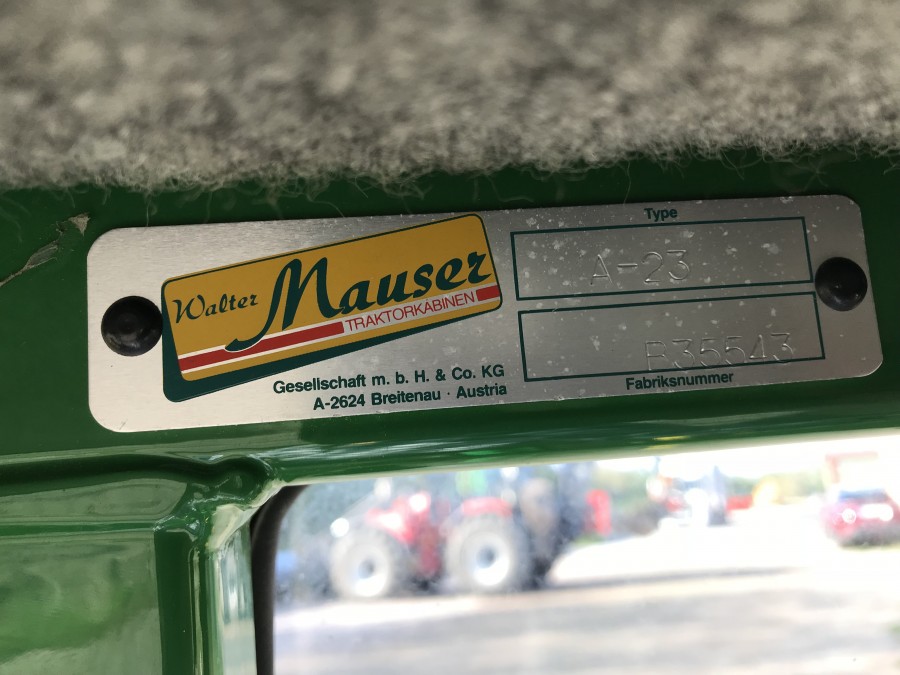 Walter Mauser
TRAKTORKABINEN
Gesellschaft m. b. H. & Co. KG
A-2624 Breitenau · Austria
Type
A-23
B35543
Fabriksnummer